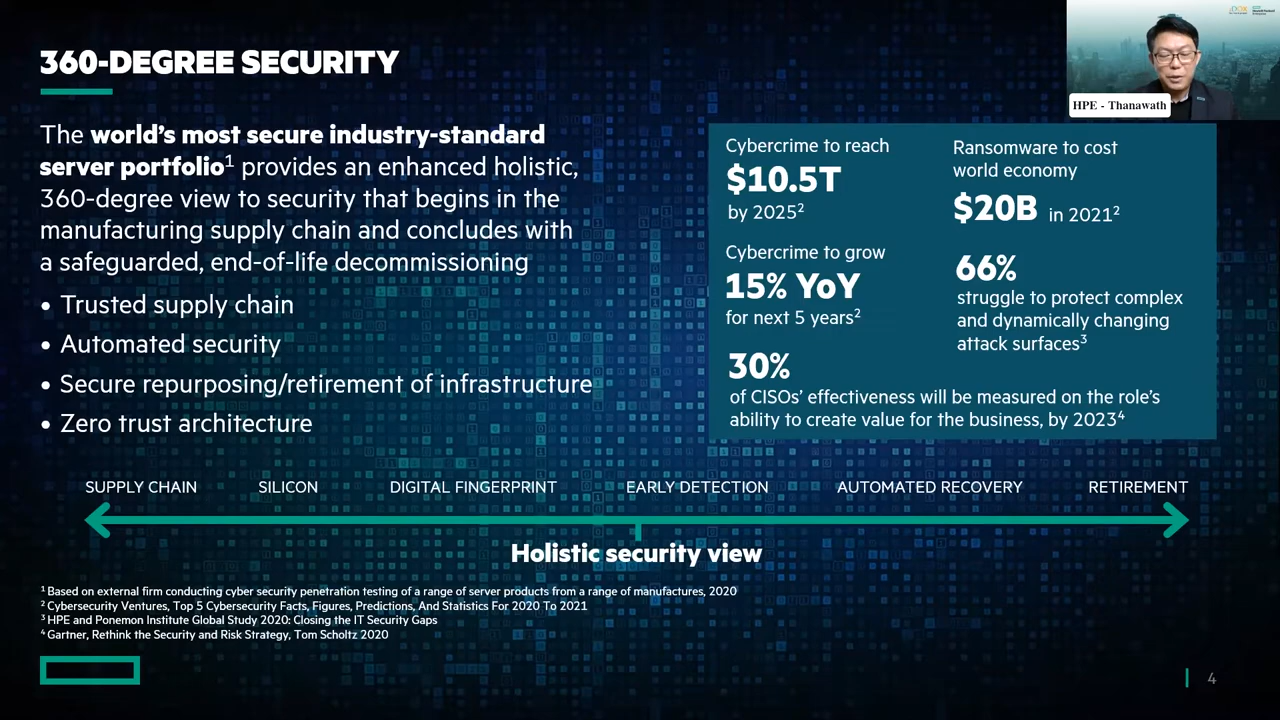 360-DEGREE SECURITY
HPE - Thanawath
The world's most secure industry-standard
server portfolio¹ provides an enhanced holistic,
360-degree view to security that begins in the
manufacturing supply chain and concludes with
a safeguarded, end-of-life decommissioning
• Trusted supply chain
• Automated security
• Secure repurposing/retirement of infrastructure
• Zero trust architecture
Cybercrime to reach
$10.5T
by 2025²
Cybercrime to grow
15% YoY
for next 5 years²
Ransomware to cost
world economy
$20B in 2021²
66%
struggle to protect complex
and dynamically changing
attack surfaces³
30%
of CISOs' effectiveness will be measured on the role's
ability to create value for the business, by 2023⁴
SUPPLY CHAIN SILICON DIGITAL FINGERPRINT EARLY DETECTION AUTOMATED RECOVERY RETIREMENT
Holistic security view
¹ Based on external firm conducting cyber security penetration testing of a range of server products from a range of manufactures, 2020
² Cybersecurity Ventures, Top 5 Cybersecurity Facts, Figures, Predictions, And Statistics For 2020 To 2021
³ HPE and Ponemon Institute Global Study 2020: Closing the IT Security Gaps
⁴ Gartner, Rethink the Security and Risk Strategy, Tom Scholtz 2020
4